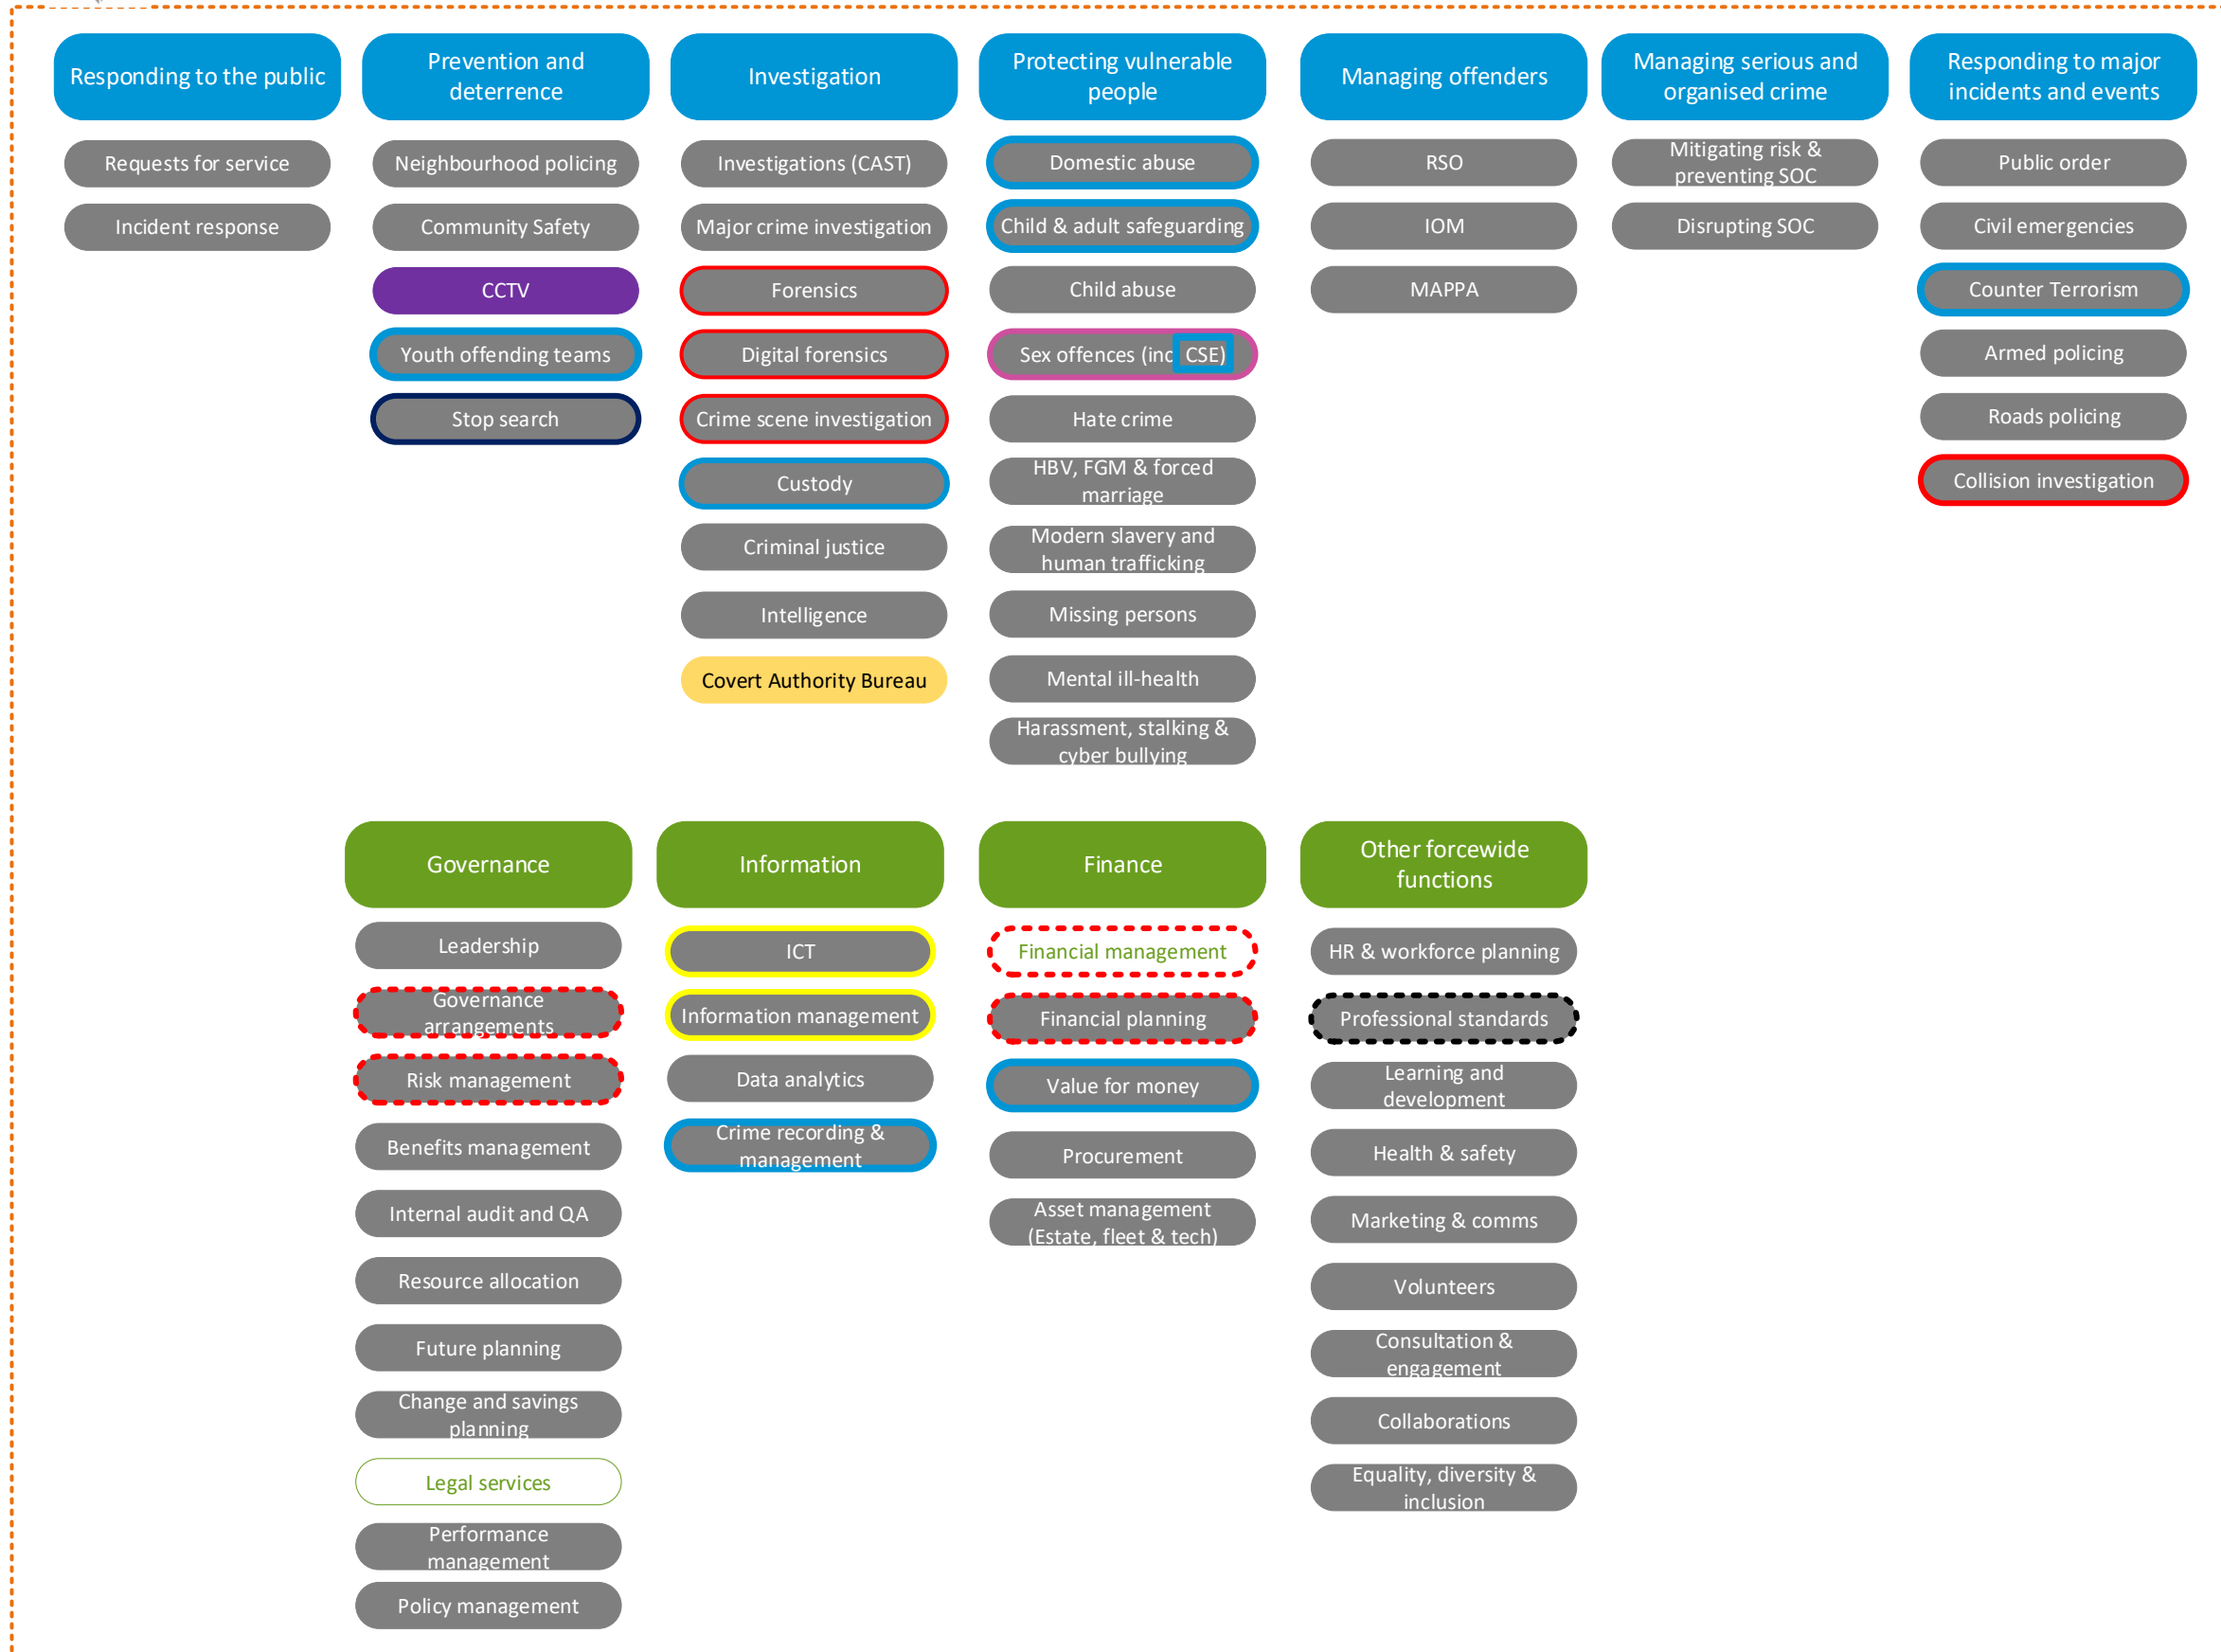 Responding to the public
Requests for service
Incident response
Prevention and
deterrence
Neighbourhood policing
Community Safety
CCTV
Youth offending teams
Stop search
Investigation
Investigations (CAST)
Major crime investigation
Forensics
Digital forensics
Crime scene investigation
Custody
Criminal justice
Intelligence
Covert Authority Bureau
Protecting vulnerable
people
Domestic abuse
Child & adult safeguarding
Child abuse
Sex offences (inc CSE)
Hate crime
HBV, FGM & forced
marriage
Modern slavery and
human trafficking
Missing persons
Mental ill-health
Harassment, stalking &
cyber bullying
Managing offenders
RSO
IOM
MAPPA
Managing serious and
organised crime
Mitigating risk &
preventing SOC
Disrupting SOC
Responding to major
incidents and events
Public order
Civil emergencies
Counter Terrorism
Armed policing
Roads policing
Collision investigation
Governance
Leadership
Governance
arrangements
Risk management
Benefits management
Internal audit and QA
Resource allocation
Future planning
Change and savings
planning
Legal services
Performance
management
Policy management
Information
ICT
Information management
Data analytics
Crime recording &
management
Finance
Financial management
Financial planning
Value for money
Procurement
Asset management
(Estate, fleet & tech)
Other forcewide
functions
HR & workforce planning
Professional standards
Learning and
development
Health & safety
Marketing & comms
Volunteers
Consultation &
engagement
Collaborations
Equality, diversity &
inclusion